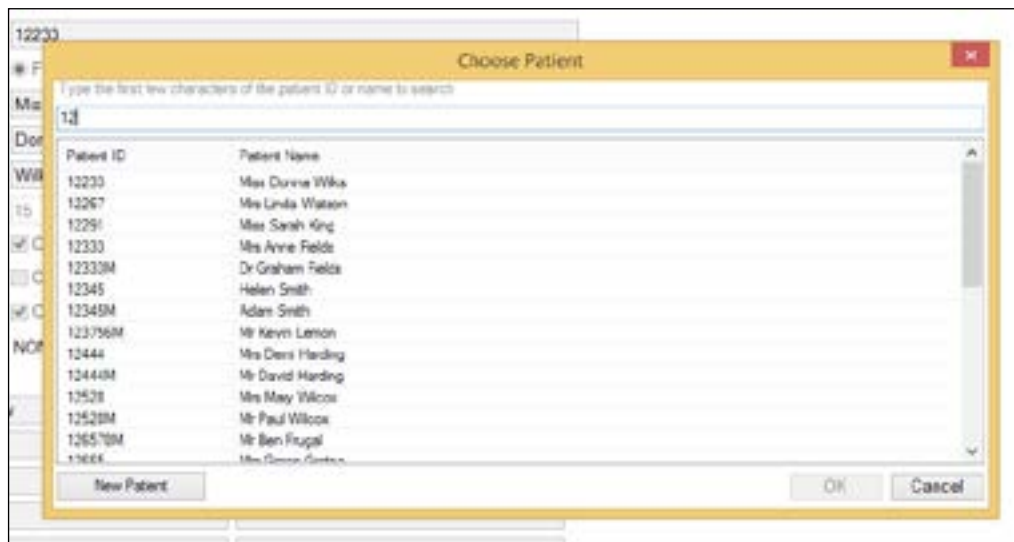 12233
Choose Patient
F
Type the first few characters of the patient ID or name to search
12
Patient ID Patient Name
12233 Miss Donna Wilks
15 12267 Mrs Linda Watson
12291 Miss Sarah King
12333 Mrs Anne Fields
12333M Dr Graham Fields
12345 Helen Smith
12345M Adam Smith
Mr Kevin Lemon
NON 12444 Mrs Demi Harding
12444M Mr David Harding
12528 Mrs May Wilcox
12528M Mr Paul Wilcox
Mr Ben Frugal
New Patient OK Cancel